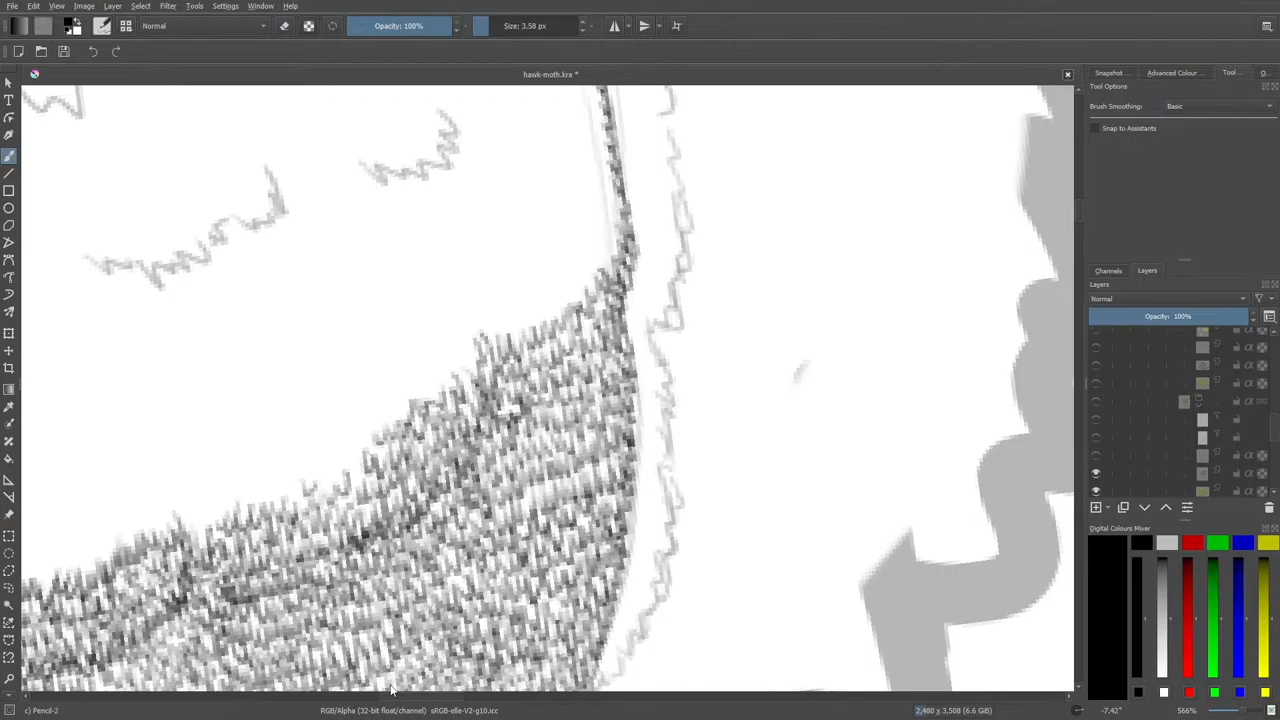 File Edit View Image Layer Select Filter Tools Settings Window Help
Normal Opacity: 100% Size: 3.58 px
hawk-moth.kra *
Snapshot ... Advanced Colour ... Tool ... O...
Tool Options
Brush Smoothing: Basic
Snap to Assistants
Channels Layers
Layers
Normal
Opacity: 100%
Digital Colours Mixer
c) Pencil-2 RGB/Alpha (32-bit float/channel) sRGB-elle-V2-g10.icc 2,480 x 3,508 (6.6 GiB) -7.42° 566%